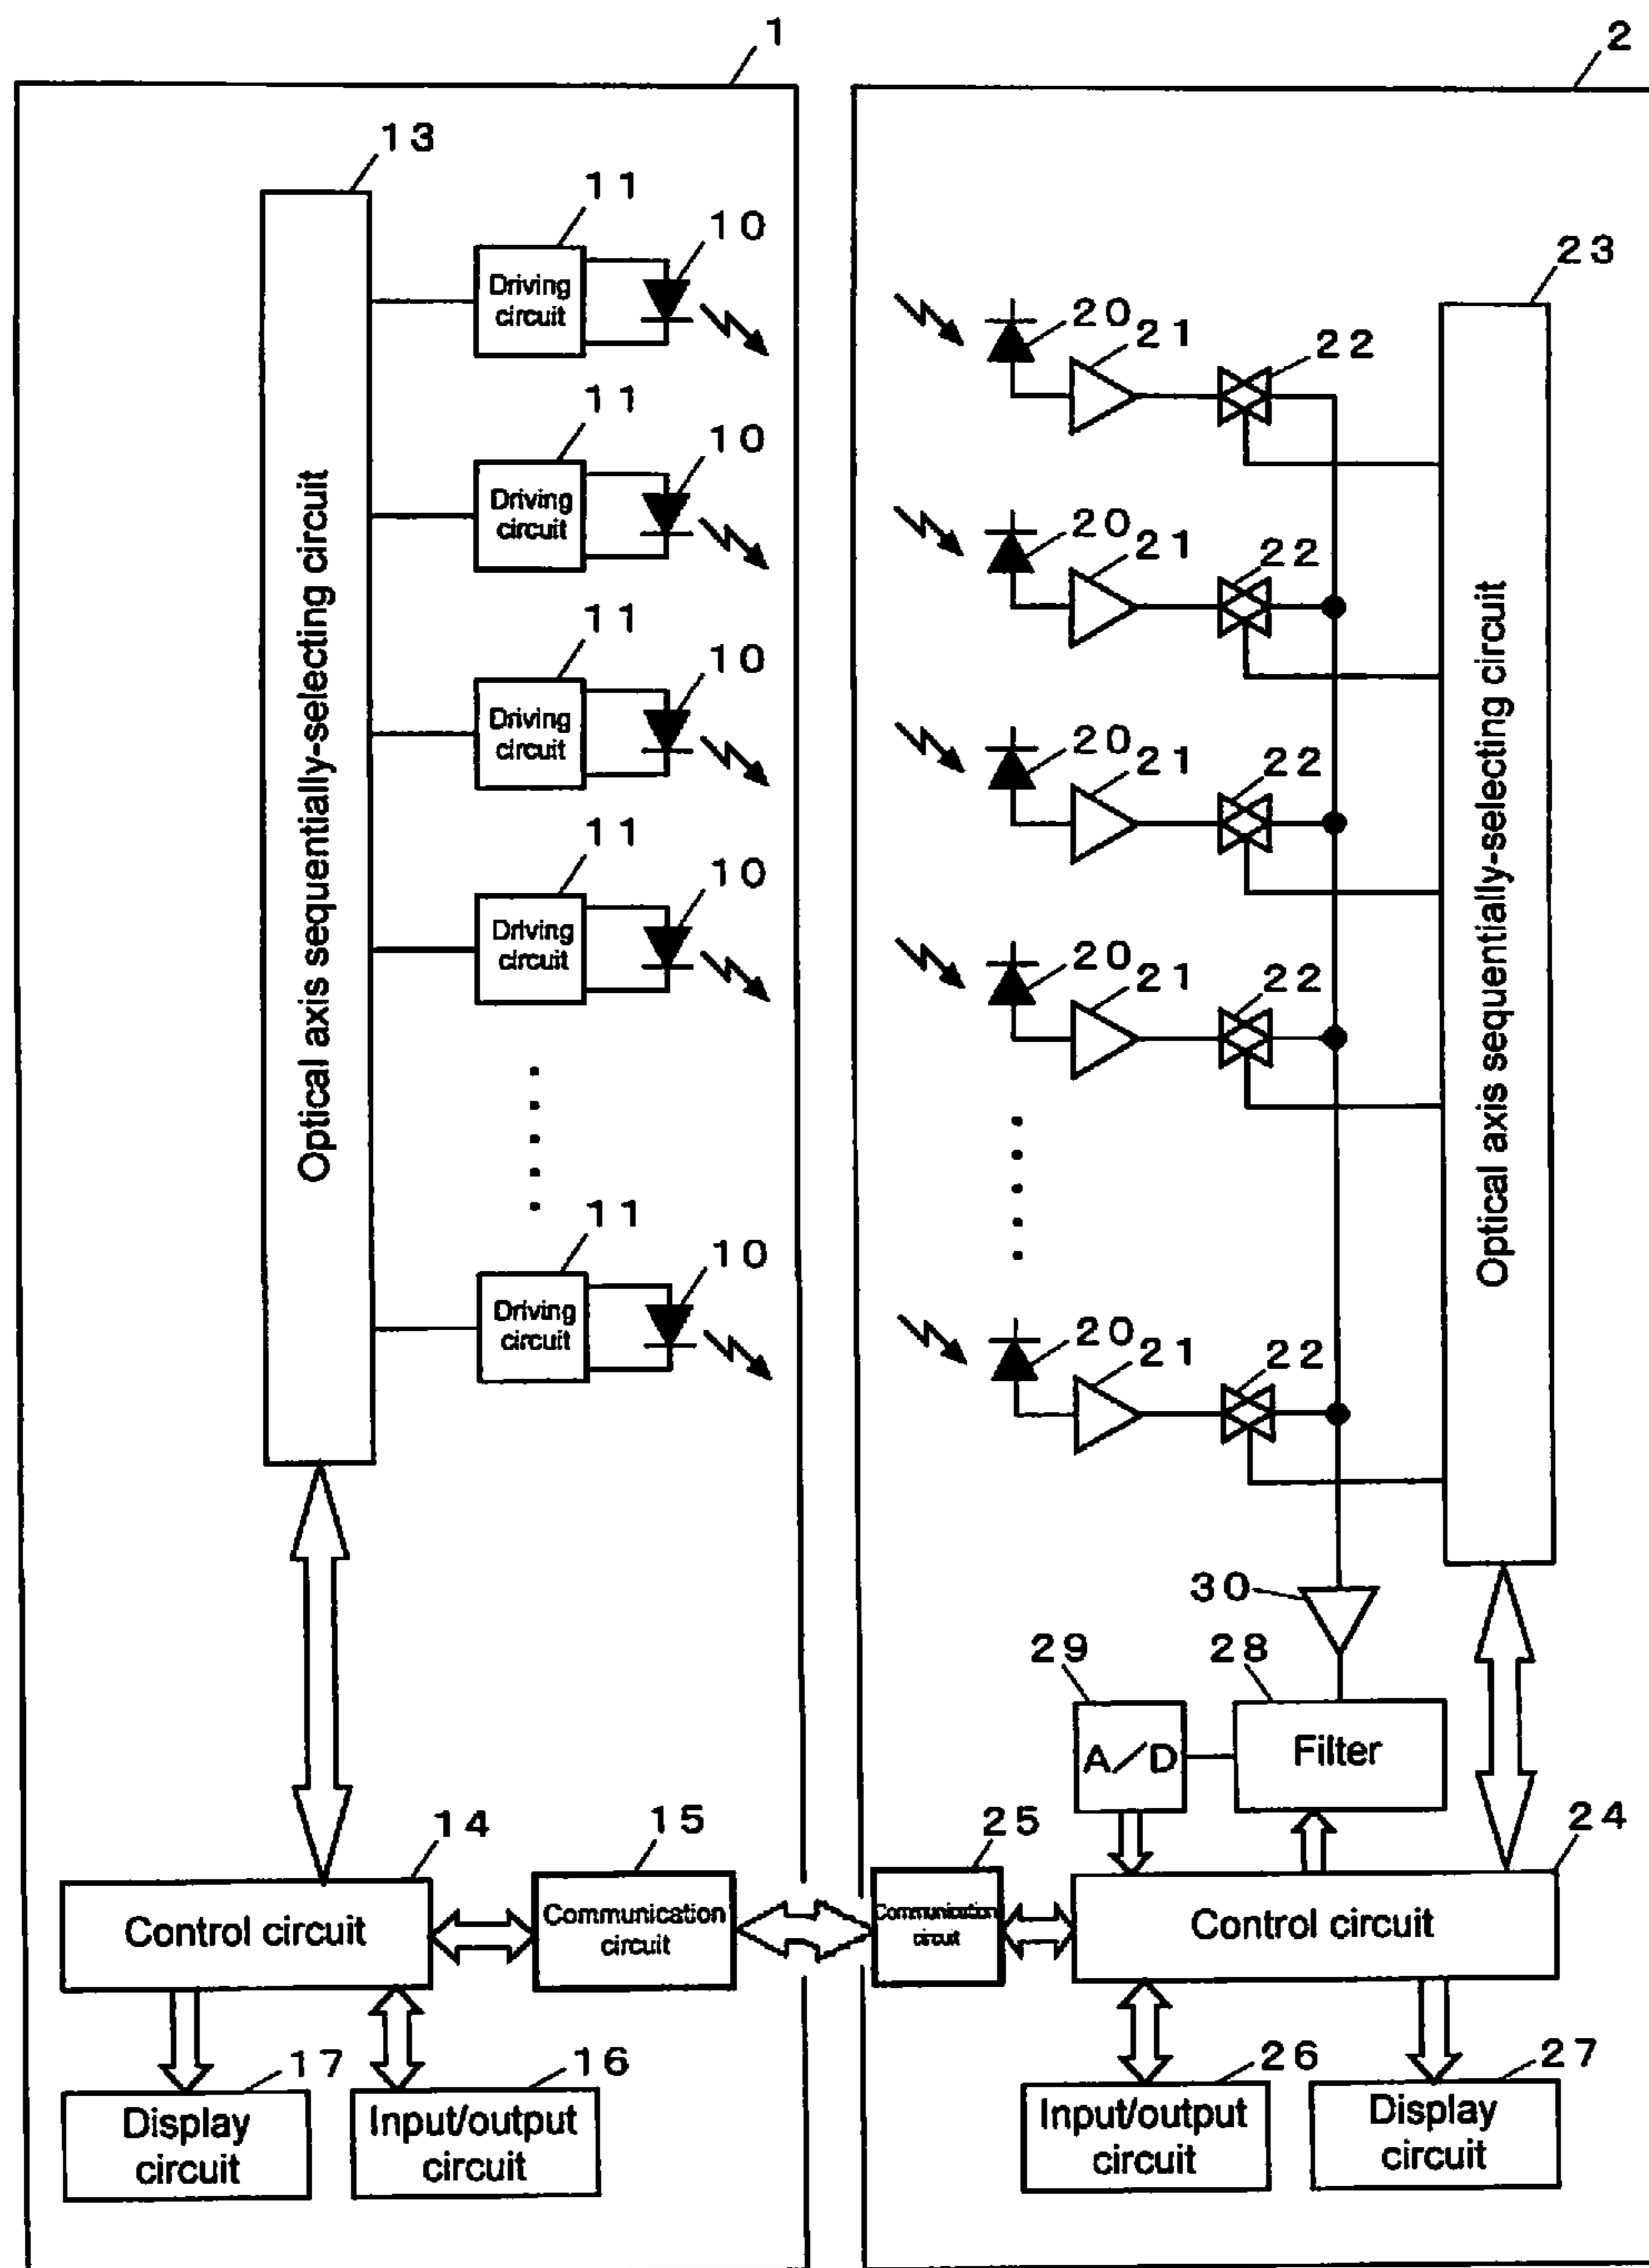 1
2
13
11
10
Driving
circuit
11
10
Driving
circuit
11
10
Driving
circuit
11
10
Driving
circuit
11
10
Driving
circuit
Optical axis sequentially-selecting circuit
23
20
21
22
20
21
22
20
21
22
20
21
22
20
21
22
Optical axis sequentially-selecting circuit
30
29
28
A/D
Filter
14
15
25
24
Control circuit
Communication
circuit
Communication
circuit
Control circuit
17
16
26
27
Display
circuit
Input/output
circuit
Input/output
circuit
Display
circuit